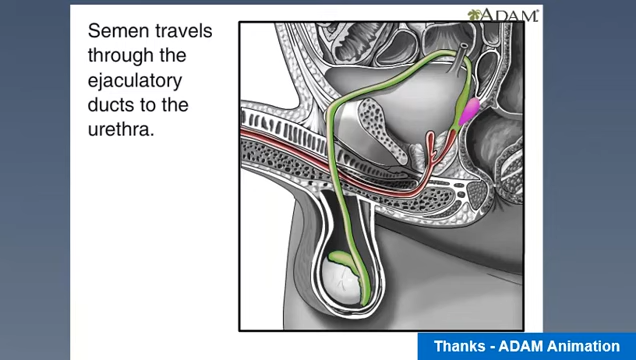 Semen travels
through the
ejaculatory
ducts to the
urethra.
ADAM
Thanks - ADAM Animation